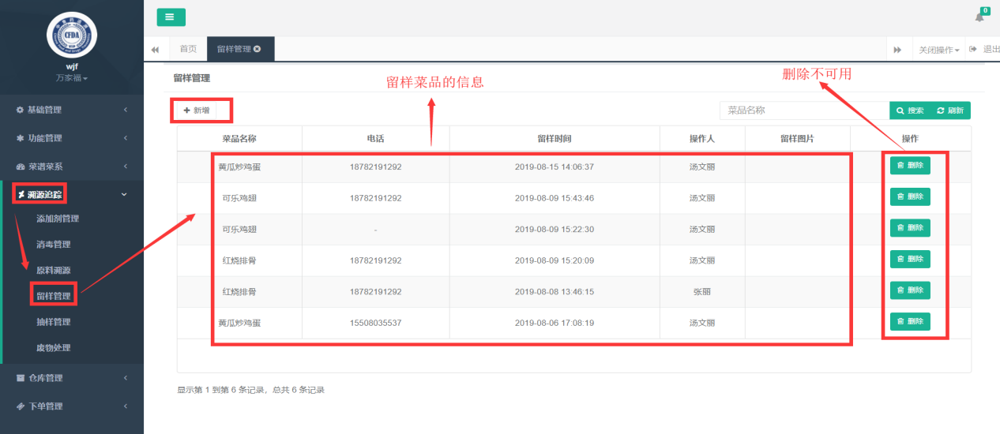 0
CFDA
wjf
万家福
首页
留样管理
关闭操作
退出
留样管理
留样菜品的信息
删除不可用
基础管理
新增
菜品名称
搜索
刷新
功能管理
菜品名称 电话 留样时间 操作人 留样图片 操作
菜谱菜系
黄瓜炒鸡蛋 18782191292 2019-08-15 14:06:37 汤文丽 删除
溯源追踪
可乐鸡翅 18782191292 2019-08-09 15:43:46 汤文丽 删除
添加剂管理
可乐鸡翅 - 2019-08-09 15:22:30 汤文丽 删除
消毒管理
红烧排骨 18782191292 2019-08-09 15:20:09 汤文丽 删除
原料溯源
红烧排骨 18782191292 2019-08-08 13:46:15 张丽 删除
留样管理
黄瓜炒鸡蛋 15508035537 2019-08-06 17:08:19 汤文丽 删除
抽样管理
废物处理
仓库管理
显示第 1 到第 6 条记录，总共 6 条记录
下单管理